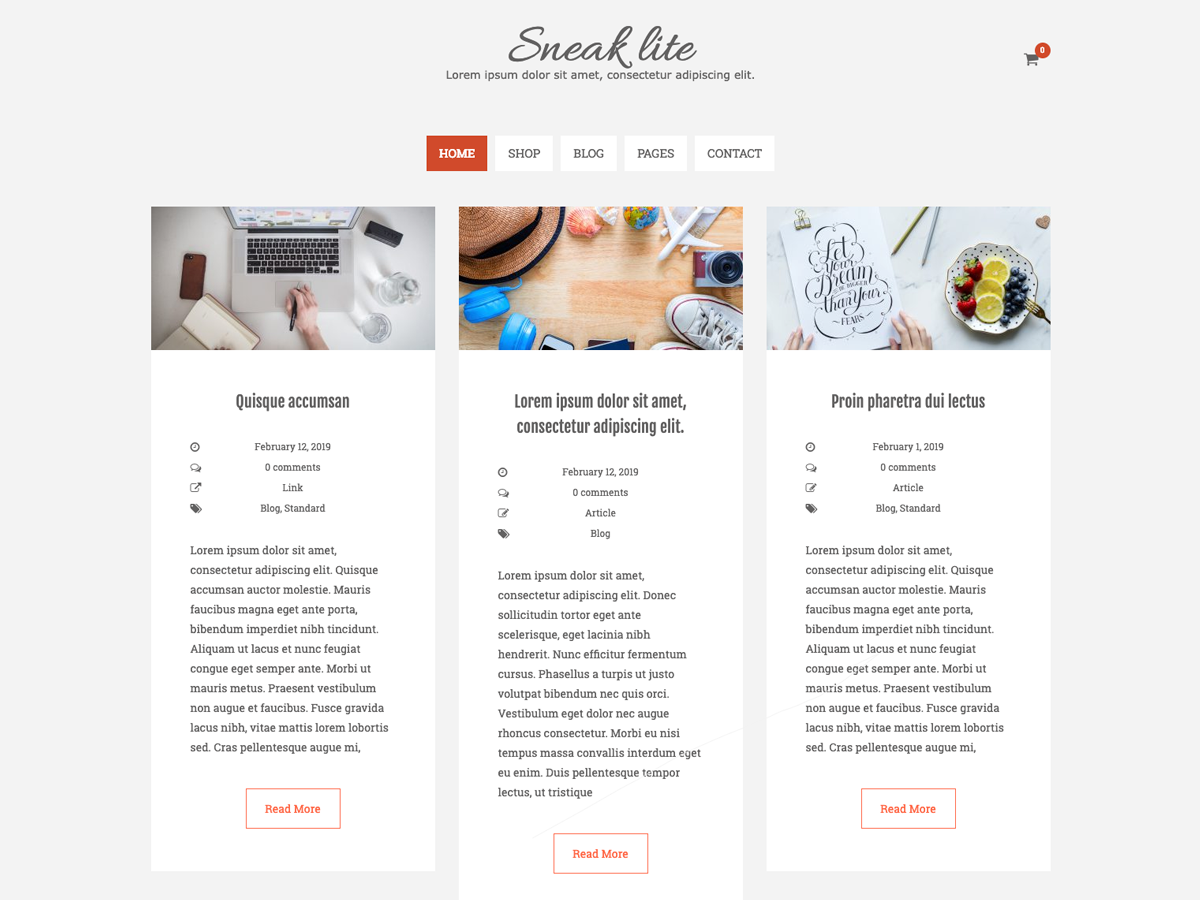 Sneak lite
Lorem ipsum dolor sit amet, consectetur adipiscing elit.
0
HOME
SHOP
BLOG
PAGES
CONTACT
Let
Your
Dream
BE BIGGER
than Your
FEARS
Quisque accumsan
February 12, 2019
0 comments
Link
Blog, Standard
Lorem ipsum dolor sit amet,
consectetur adipiscing elit. Quisque
accumsan auctor molestie. Mauris
faucibus magna eget ante porta,
bibendum imperdiet nibh tincidunt.
Aliquam ut lacus et nunc feugiat
congue eget semper ante. Morbi ut
mauris metus. Praesent vestibulum
non augue et faucibus. Fusce gravida
lacus nibh, vitae mattis lorem lobortis
sed. Cras pellentesque augue mi,
Read More
Lorem ipsum dolor sit amet,
consectetur adipiscing elit.
February 12, 2019
0 comments
Article
Blog
Lorem ipsum dolor sit amet,
consectetur adipiscing elit. Donec
sollicitudin tortor eget ante
scelerisque, eget lacinia nibh
hendrerit. Nunc efficitur fermentum
cursus. Phasellus a turpis ut justo
volutpat bibendum nec quis orci.
Vestibulum eget dolor nec augue
rhoncus consectetur. Morbi eu nisi
tempus massa convallis interdum eget
eu enim. Duis pellentesque tempor
lectus, ut tristique
Read More
Proin pharetra dui lectus
February 1, 2019
0 comments
Article
Blog, Standard
Lorem ipsum dolor sit amet,
consectetur adipiscing elit. Quisque
accumsan auctor molestie. Mauris
faucibus magna eget ante porta,
bibendum imperdiet nibh tincidunt.
Aliquam ut lacus et nunc feugiat
congue eget semper ante. Morbi ut
mauris metus. Praesent vestibulum
non augue et faucibus. Fusce gravida
lacus nibh, vitae mattis lorem lobortis
sed. Cras pellentesque augue mi,
Read More